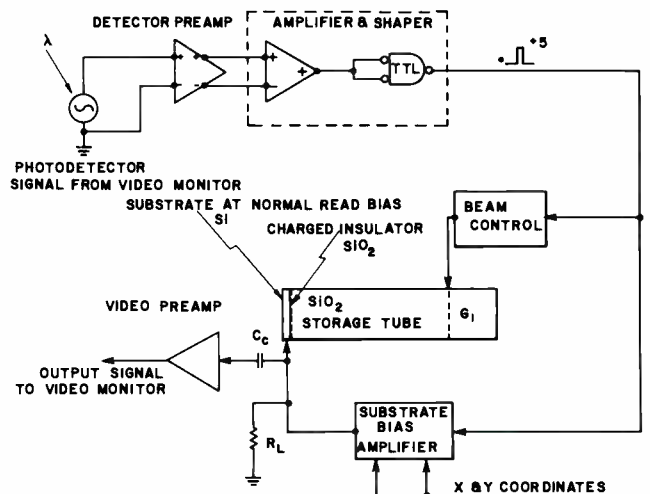 DETECTOR PREAMP
AMPLIFIER & SHAPER
λ
+ +
- -
+
-
+
TTL
+5
PHOTODETECTOR
SIGNAL FROM VIDEO MONITOR
SUBSTRATE AT NORMAL READ BIAS
SI
CHARGED INSULATOR
SIO2
BEAM
CONTROL
VIDEO PREAMP
SiO2
STORAGE TUBE
G1
CC
OUTPUT SIGNAL
TO VIDEO MONITOR
RL
SUBSTRATE
BIAS
AMPLIFIER
X & Y COORDINATES